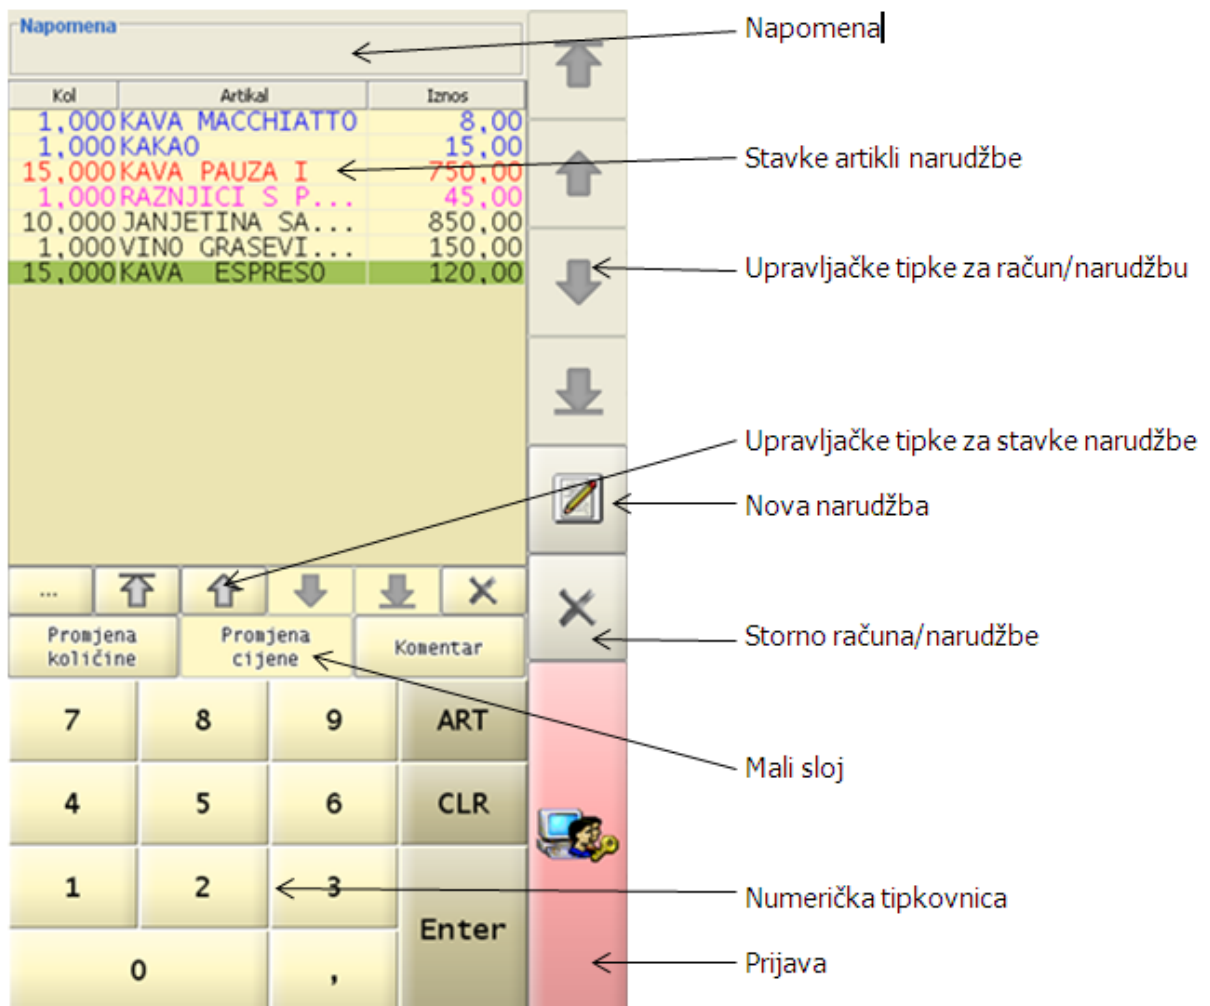 Napomena
Napomena
Kol Artikal Iznos
1,000 KAVA MACCHIATTO 8,00
1,000 KAKAO 15,00
15,000 KAVA PAUZA I 750,00
Stavke artikli narudžbe
1,000 RAZNJICI S P... 45,00
10,000 JANJETINA SA... 850,00
1,000 VINO GRASEVI... 150,00
15,000 KAVA ESPRESO 120,00
Upravljačke tipke za račun/narudžbu
Upravljačke tipke za stavke narudžbe
Nova narudžba
...
Storno računa/narudžbe
Promjena
količine
Promjena
cijene
Komentar
7 8 9 ART
Mali sloj
4 5 6 CLR
1 2 3
Numerička tipkovnica
Enter
0 ,
Prijava